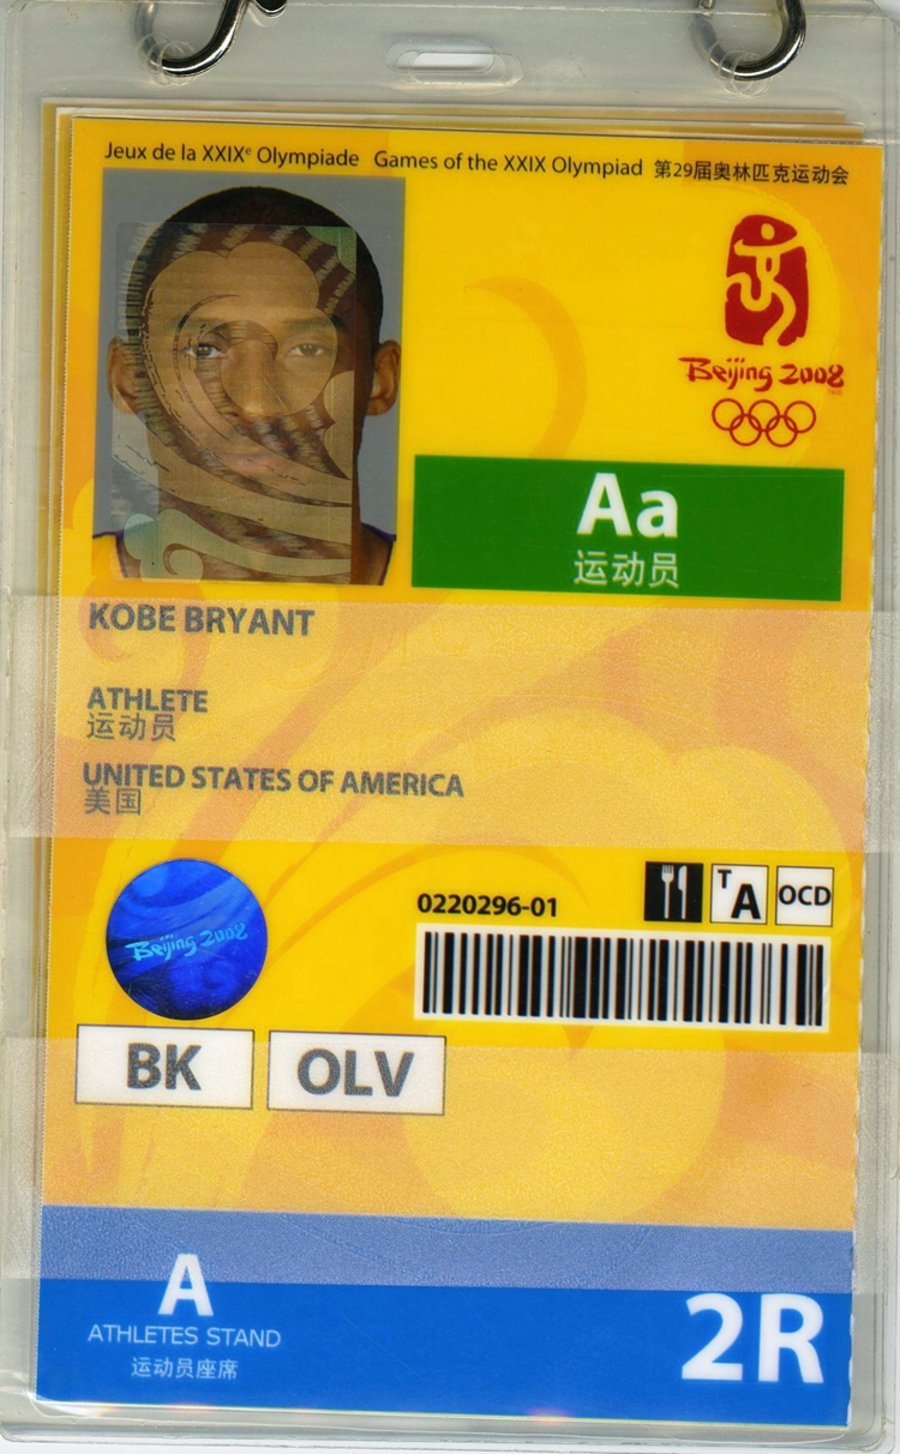 Jeux de la XXIXᵉ Olympiade Games of the XXIX Olympiad 第29届奥林匹克运动会
Beijing 2008
TM
Aa
运动员
KOBE BRYANT
ATHLETE
运动员
UNITED STATES OF AMERICA
美国
0220296-01
TA
OCD
Beijing 2008
BK
OLV
A
ATHLETES STAND
运动员座席
2R